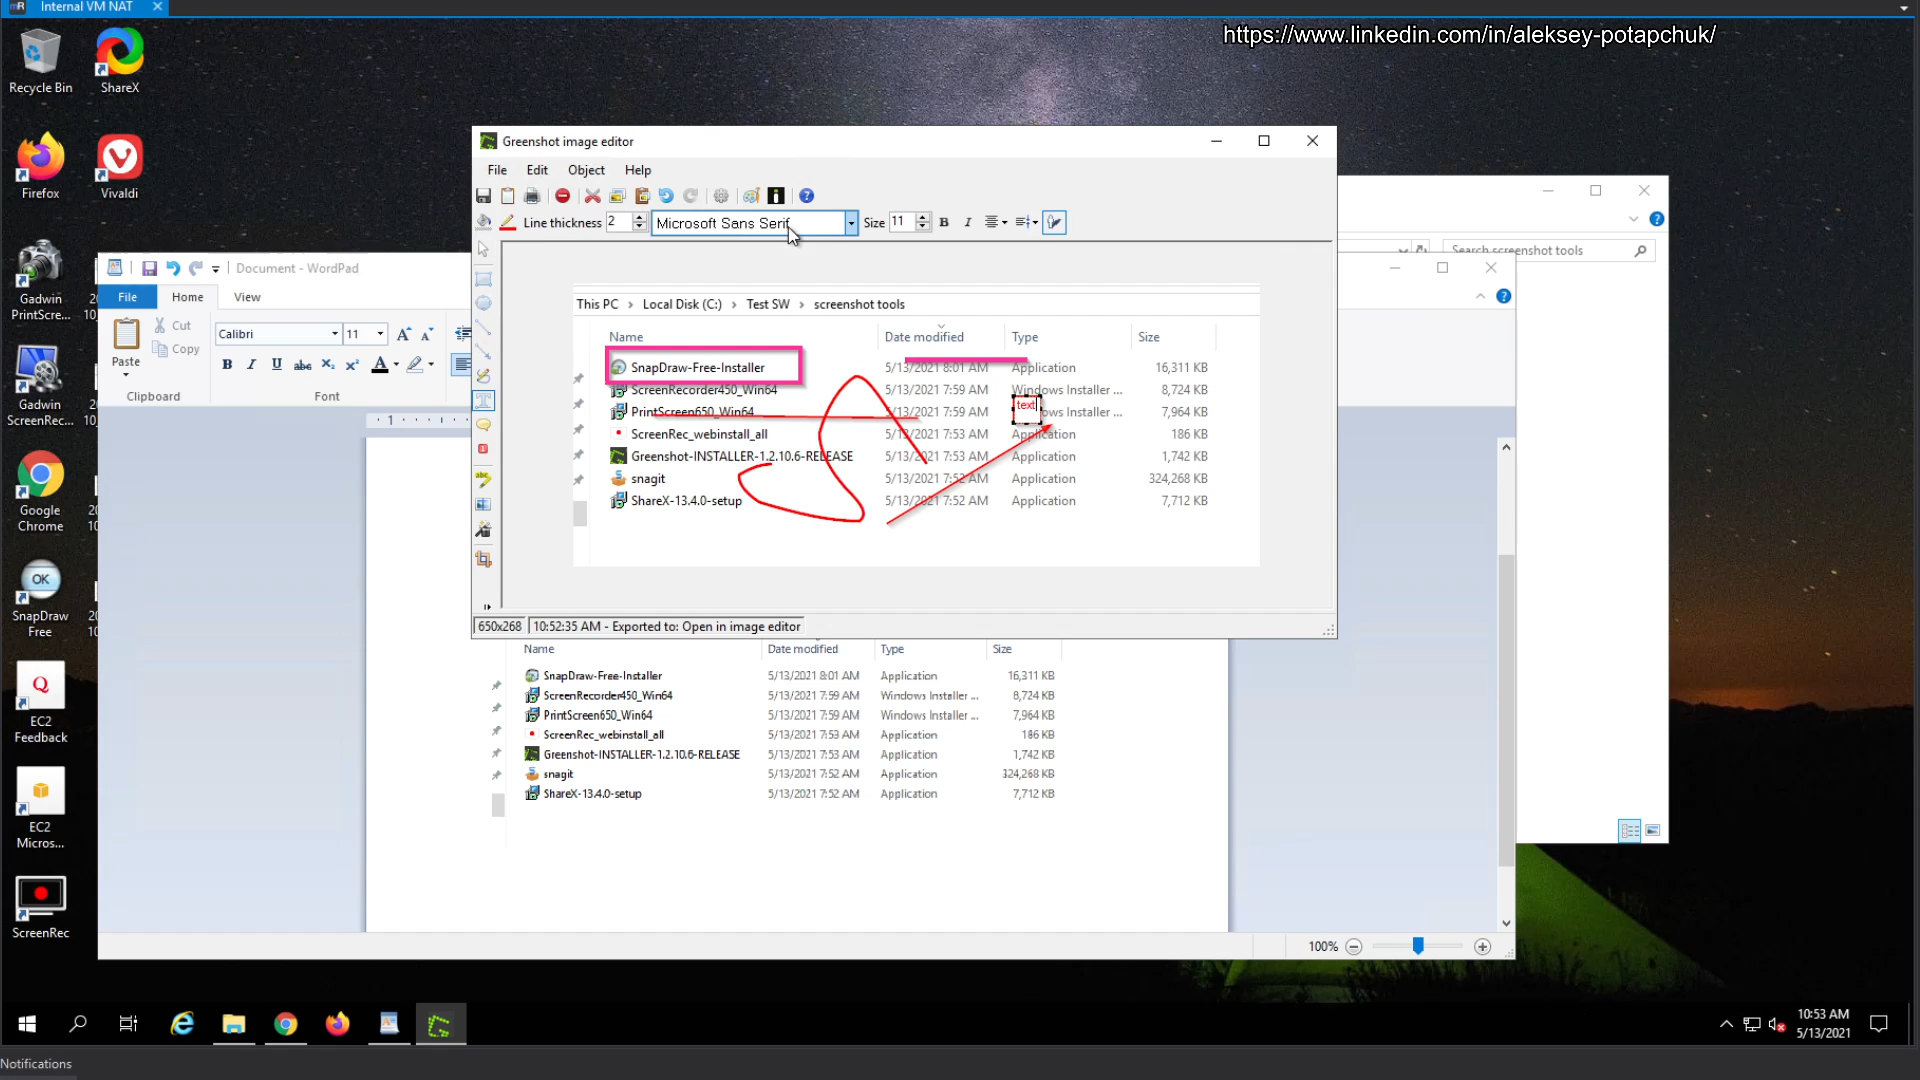 Internal VM NAT
https://www.linkedin.com/in/aleksey-potapchuk/
Recycle Bin
ShareX
Firefox
Vivaldi
Gadwin
PrintScre...
Gadwin
ScreenRec...
Google
Chrome
SnapDraw
Free
EC2
Feedback
EC2
Micros...
ScreenRec
Greenshot image editor
File Edit Object Help
Line thickness 2 Microsoft Sans Serif Size 11 B I
This PC > Local Disk (C:) > Test SW > screenshot tools
Name Date modified Type Size
SnapDraw-Free-Installer 5/13/2021 8:01 AM Application 16,311 KB
ScreenRecorder450_Win64 5/13/2021 7:59 AM Windows Installer ... 8,724 KB
text
PrintScreen650_Win64 5/13/2021 7:59 AM ows Installer ... 7,964 KB
ScreenRec_webinstall_all 5/13/2021 7:53 AM Application 186 KB
Greenshot-INSTALLER-1.2.10.6-RELEASE 5/13/2021 7:53 AM Application 1,742 KB
snagit 5/13/2021 7:52 AM Application 324,268 KB
ShareX-13.4.0-setup 5/13/2021 7:52 AM Application 7,712 KB
650x268 10:52:35 AM - Exported to: Open in image editor
Search screenshot tools
Document - WordPad
File Home View
Paste
Cut
Copy
Clipboard
Calibri 11
B I U abc X₂ X²
Font
1
Name Date modified Type Size
SnapDraw-Free-Installer 5/13/2021 8:01 AM Application 16,311 KB
ScreenRecorder450_Win64 5/13/2021 7:59 AM Windows Installer ... 8,724 KB
PrintScreen650_Win64 5/13/2021 7:59 AM Windows Installer ... 7,964 KB
ScreenRec_webinstall_all 5/13/2021 7:53 AM Application 186 KB
Greenshot-INSTALLER-1.2.10.6-RELEASE 5/13/2021 7:53 AM Application 1,742 KB
snagit 5/13/2021 7:52 AM Application 324,268 KB
ShareX-13.4.0-setup 5/13/2021 7:52 AM Application 7,712 KB
100%
10:53 AM
5/13/2021
Notifications